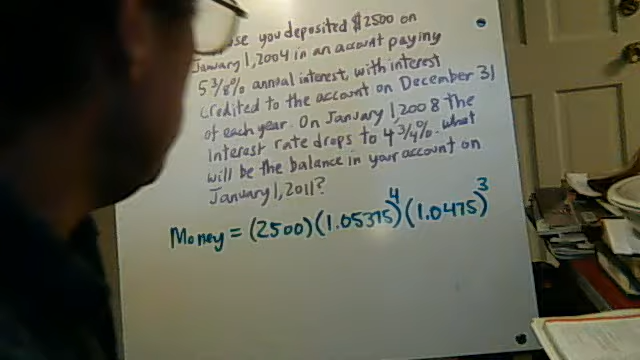 use you deposited $2500 on
January 1, 2004 in an account paying
5 3/8% annual interest, with interest
credited to the account on December 31
of each year. On January 1, 2008 the
interest rate drops to 4 3/4%. what
will be the balance in your account on
January 1, 2011?
Money = (2500)(1.05375)⁴(1.0475)³